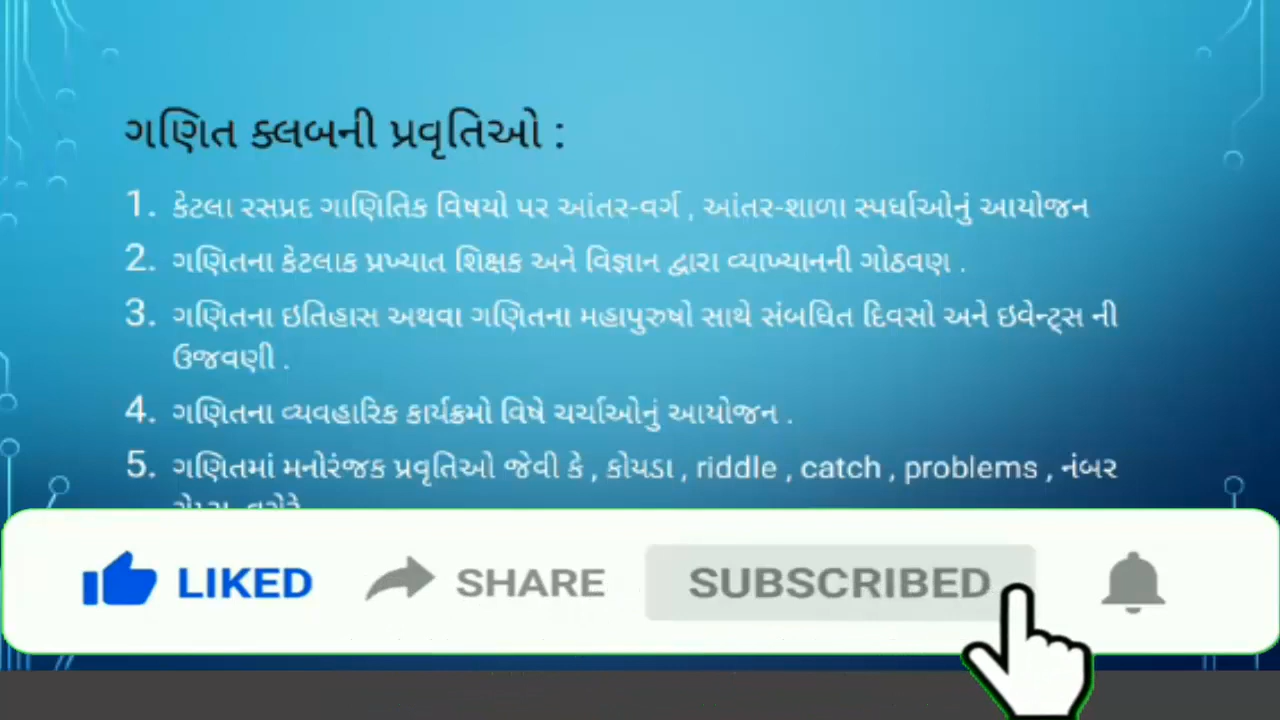 ગણિત ક્લબની પ્રવૃતિઓ :
1. કેટલા રસપ્રદ ગાણિતિક વિષયો પર આંતર-વર્ગ , આંતર-શાળા સ્પર્ધાઓનું આયોજન
2. ગણિતના કેટલાક પ્રખ્યાત શિક્ષક અને વિજ્ઞાન દ્વારા વ્યાખ્યાનની ગોઠવણ .
3. ગણિતના ઇતિહાસ અથવા ગણિતના મહાપુરુષો સાથે સંબધિત દિવસો અને ઇવેન્ટ્સ ની
ઉજવણી .
4. ગણિતના વ્યવહારિક કાર્યક્રમો વિષે ચર્ચાઓનું આયોજન .
5. ગણિતમાં મનોરંજક પ્રવૃતિઓ જેવી કે , કોયડા , riddle , catch , problems , નંબર
LIKED SHARE SUBSCRIBED